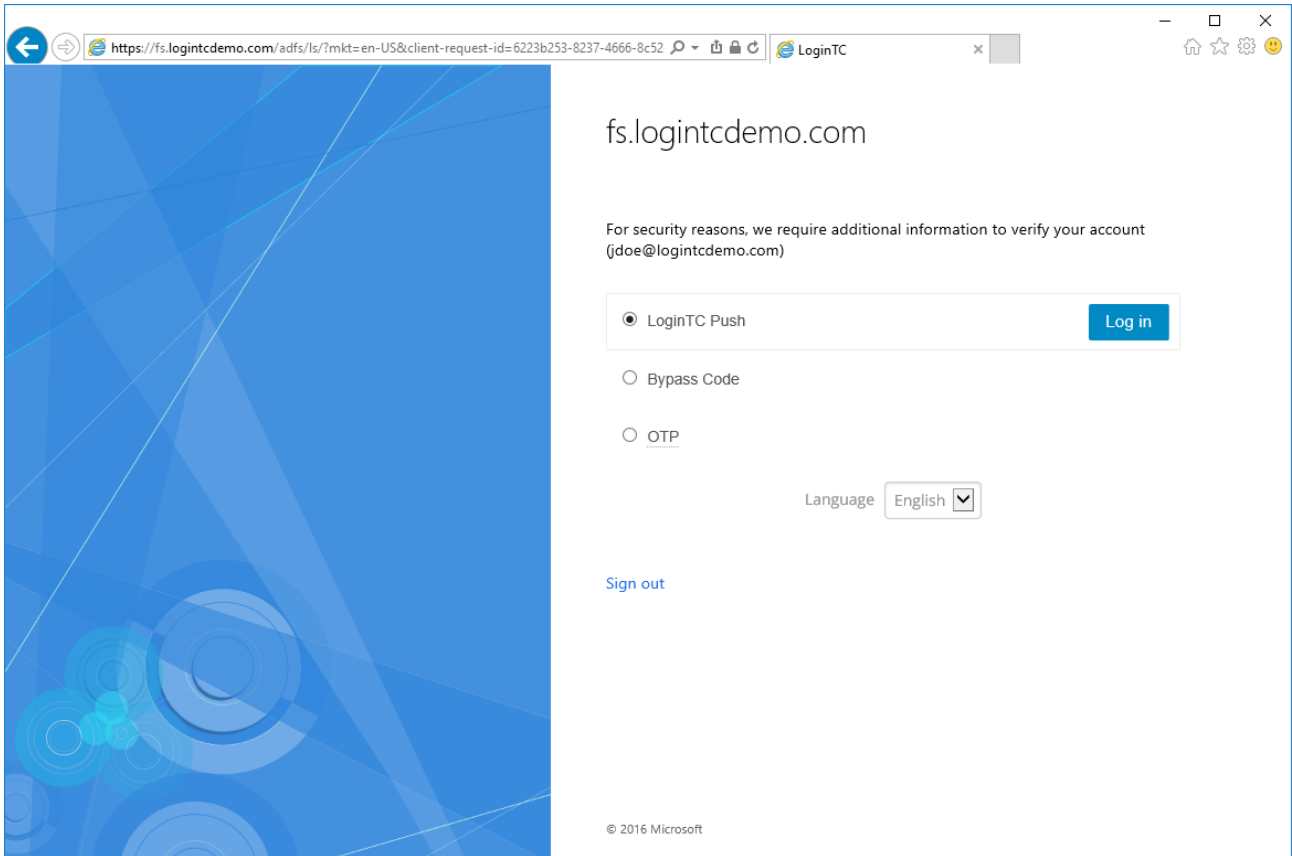 https://fs.logintcdemo.com/adfs/ls/?mkt=en-US&client-request-id=6223b253-8237-4666-8c52
LoginTC
fs.logintcdemo.com
For security reasons, we require additional information to verify your account
(jdoe@logintcdemo.com)
LoginTC Push
Log in
Bypass Code
OTP
Language English
Sign out
© 2016 Microsoft